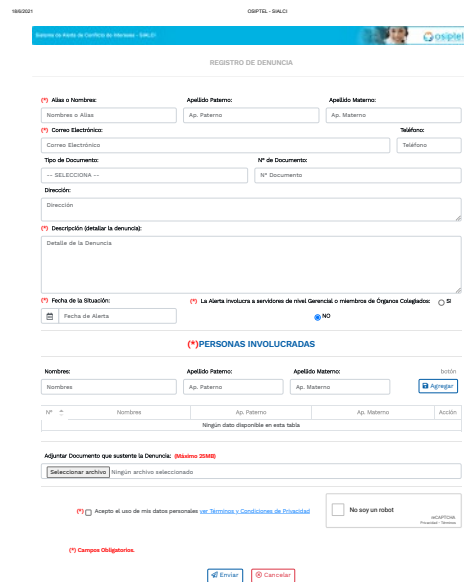 18/6/2021 OSIPTEL - SIALCI
Sistema de Alerta de Conflicto de Intereses - SIALCI osiptel
REGISTRO DE DENUNCIA
(*) Alias o Nombres: Apellido Paterno: Apellido Materno:
Nombres o Alias Ap. Paterno Ap. Materno
(*) Correo Electrónico: Teléfono:
Correo Electrónico Teléfono
Tipo de Documento: N° de Documento:
-- SELECCIONA -- N° Documento
Dirección:
Dirección
(*) Descripción (detallar la denuncia):
Detalle de la Denuncia
(*) Fecha de la Situación: (*) La Alerta involucra a servidores de nivel Gerencial o miembros de Órganos Colegiados: SI
Fecha de Alerta NO
(*)PERSONAS INVOLUCRADAS
Nombres: Apellido Paterno: Apellido Materno: botón
Nombres Ap. Paterno Ap. Materno Agregar
N° Nombres Ap. Paterno Ap. Materno Acción
Ningún dato disponible en esta tabla
Adjuntar Documento que sustente la Denuncia: (Máximo 25MB)
Seleccionar archivo Ningún archivo seleccionado
(*) Acepto el uso de mis datos personales ver Términos y Condiciones de Privacidad No soy un robot
reCAPTCHA
Privacidad - Términos
(*) Campos Obligatorios.
Enviar Cancelar